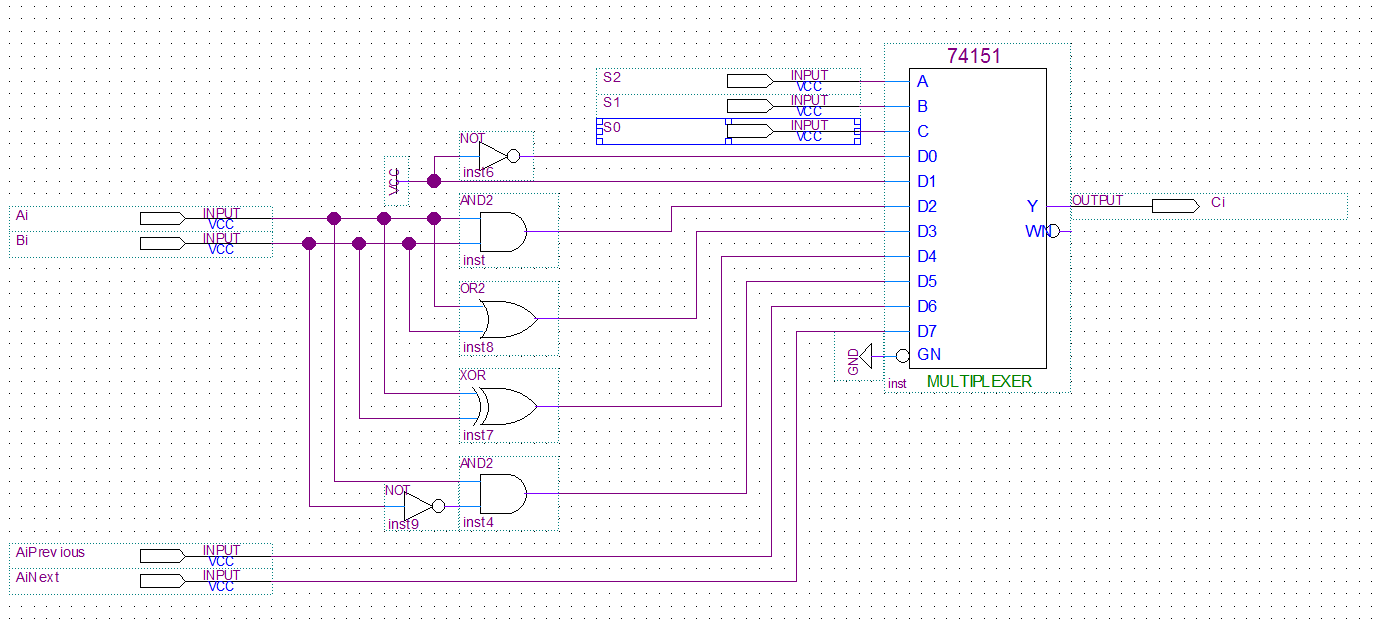 74151
S2 INPUT VCC A
S1 INPUT VCC B
S0 INPUT VCC C
NOT inst6 D0
VCC D1
Ai INPUT VCC
AND2 D2
Y OUTPUT Ci
Bi INPUT VCC
inst D3
WN
D4
OR2 D5
inst8 D6
D7
GND GN
inst MULTIPLEXER
XOR
inst7
AND2
NOT
inst9 inst4
AiPrevious INPUT VCC
AiNext INPUT VCC